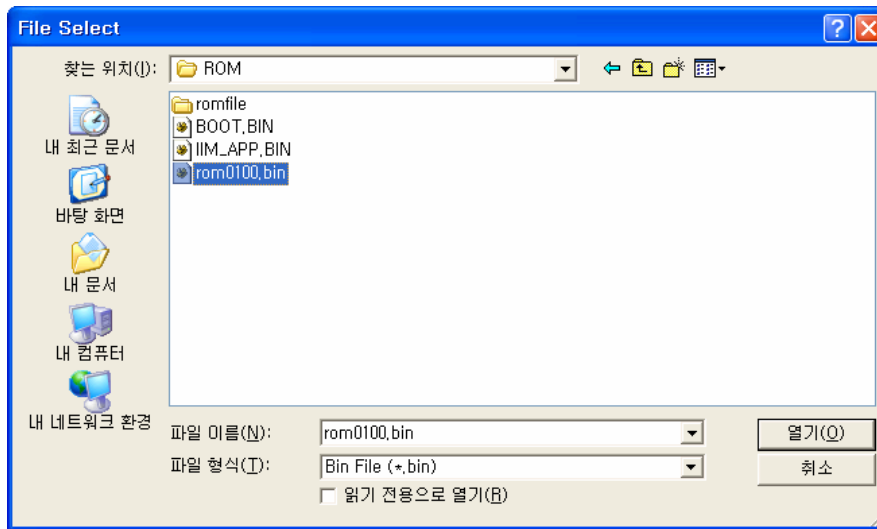 File Select
찾는 위치(I):
ROM
romfile
BOOT.BIN
IIM_APP.BIN
rom0100.bin
내 최근 문서
바탕 화면
내 문서
내 컴퓨터
내 네트워크 환경
파일 이름(N):
rom0100.bin
열기(O)
파일 형식(T):
Bin File (*.bin)
취소
읽기 전용으로 열기(R)